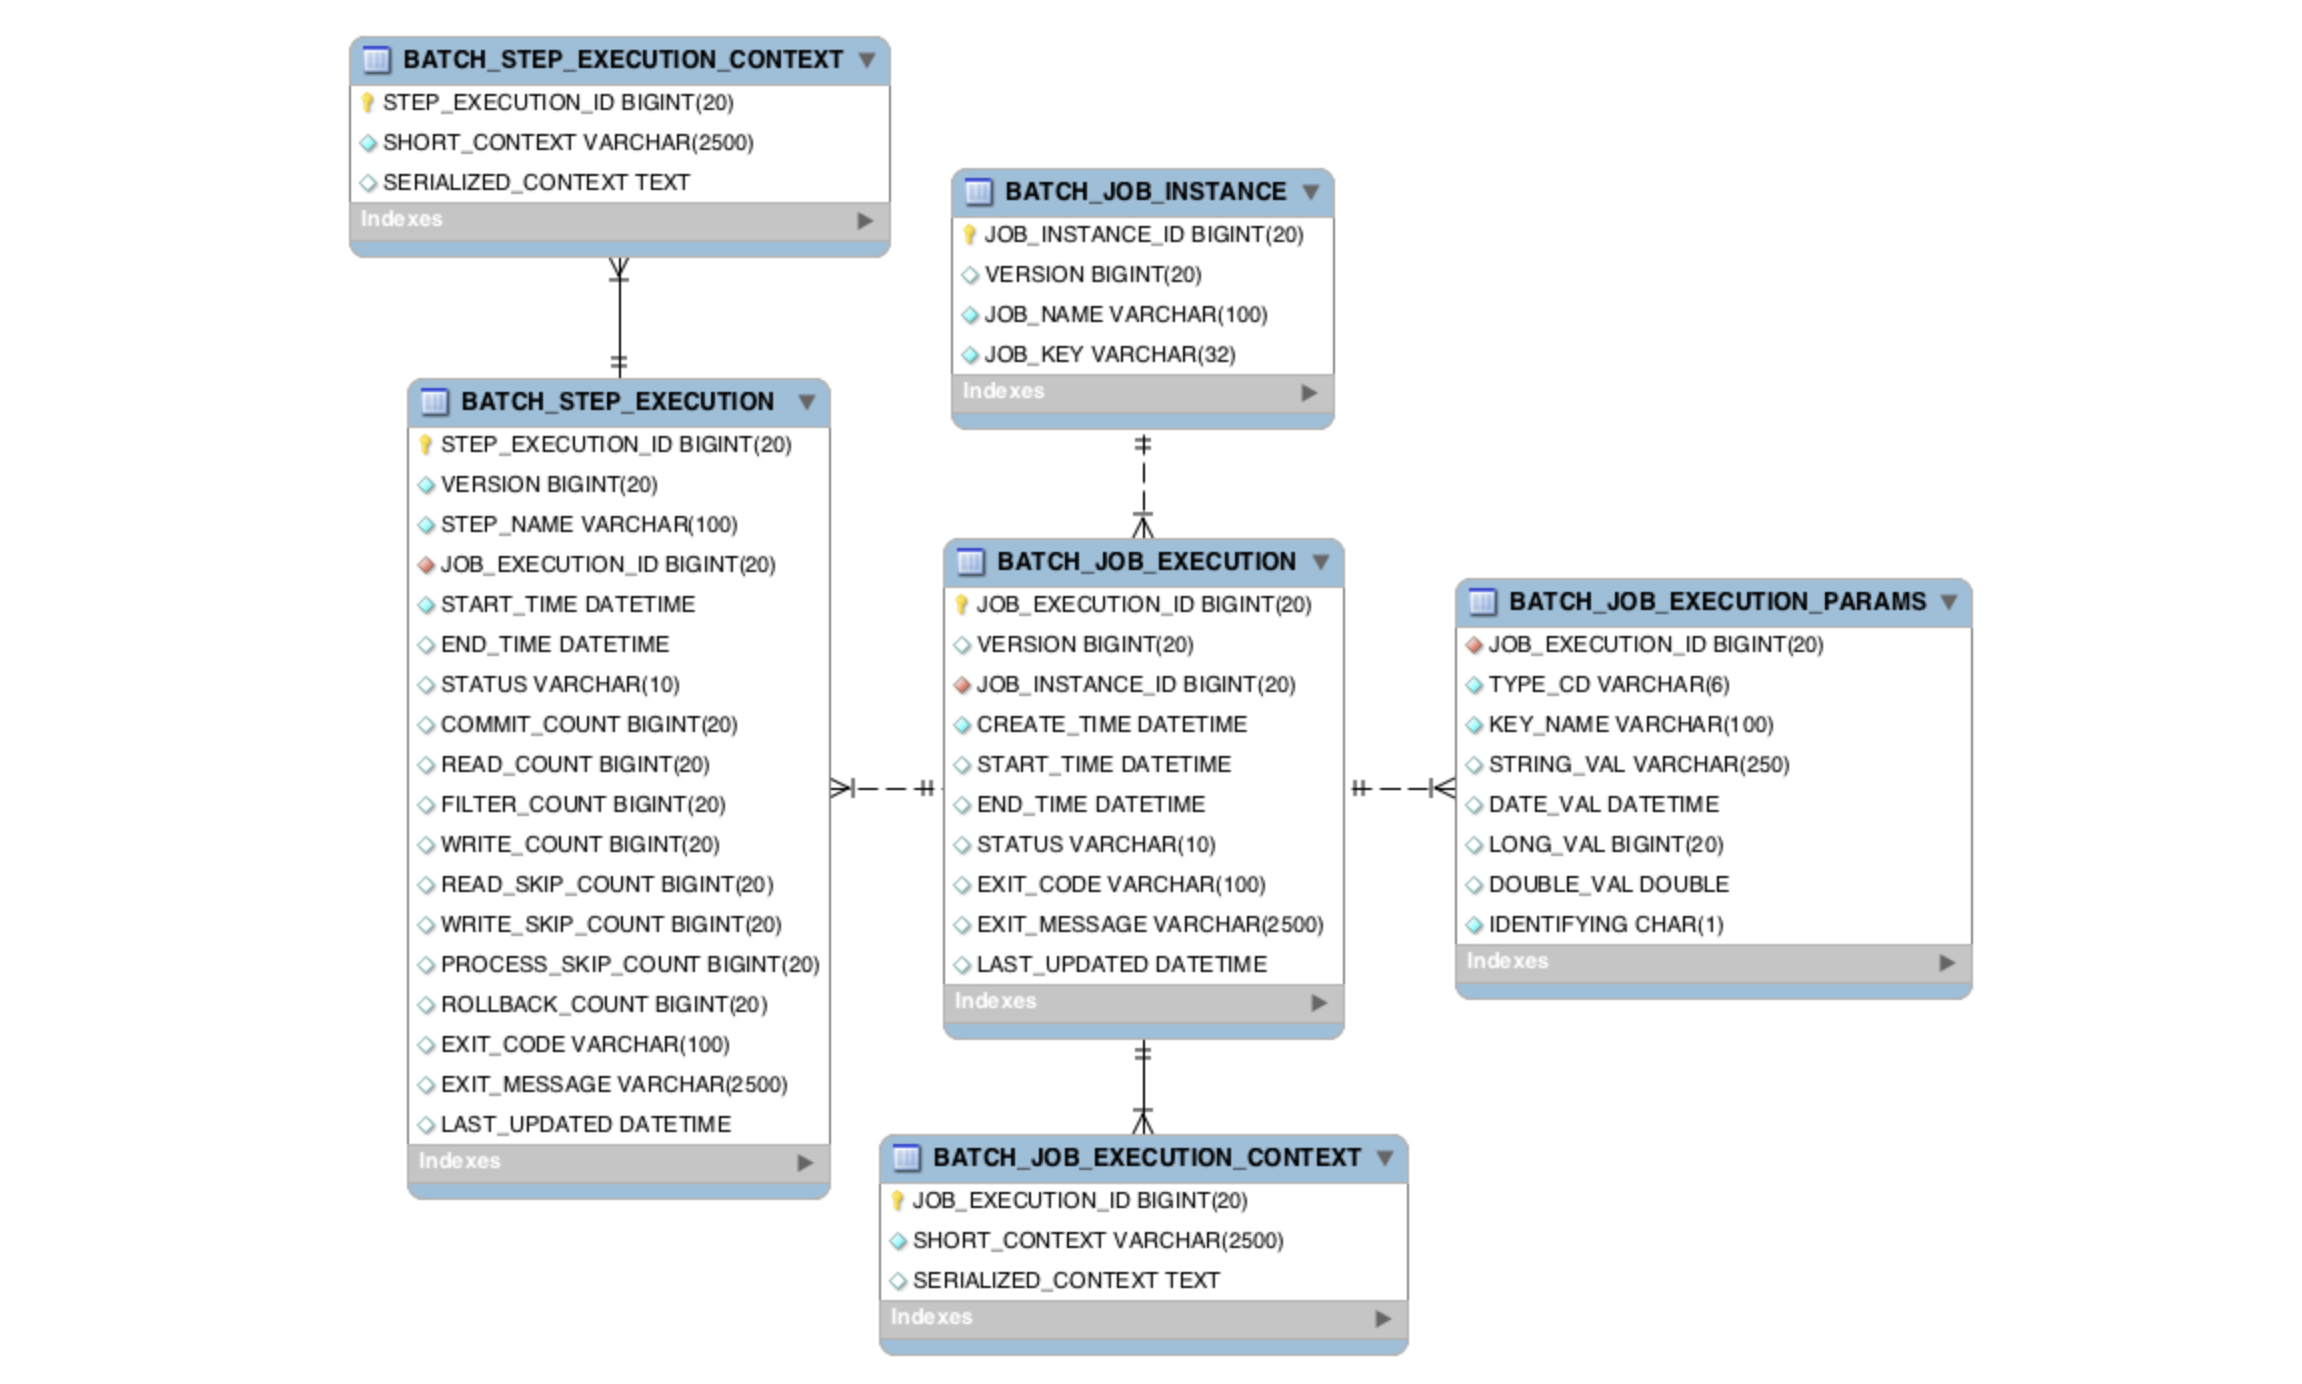 BATCH_STEP_EXECUTION_CONTEXT
STEP_EXECUTION_ID BIGINT(20)
SHORT_CONTEXT VARCHAR(2500)
SERIALIZED_CONTEXT TEXT
Indexes
BATCH_STEP_EXECUTION
STEP_EXECUTION_ID BIGINT(20)
VERSION BIGINT(20)
STEP_NAME VARCHAR(100)
JOB_EXECUTION_ID BIGINT(20)
START_TIME DATETIME
END_TIME DATETIME
STATUS VARCHAR(10)
COMMIT_COUNT BIGINT(20)
READ_COUNT BIGINT(20)
FILTER_COUNT BIGINT(20)
WRITE_COUNT BIGINT(20)
READ_SKIP_COUNT BIGINT(20)
WRITE_SKIP_COUNT BIGINT(20)
PROCESS_SKIP_COUNT BIGINT(20)
ROLLBACK_COUNT BIGINT(20)
EXIT_CODE VARCHAR(100)
EXIT_MESSAGE VARCHAR(2500)
LAST_UPDATED DATETIME
Indexes
BATCH_JOB_INSTANCE
JOB_INSTANCE_ID BIGINT(20)
VERSION BIGINT(20)
JOB_NAME VARCHAR(100)
JOB_KEY VARCHAR(32)
Indexes
BATCH_JOB_EXECUTION
JOB_EXECUTION_ID BIGINT(20)
VERSION BIGINT(20)
JOB_INSTANCE_ID BIGINT(20)
CREATE_TIME DATETIME
START_TIME DATETIME
END_TIME DATETIME
STATUS VARCHAR(10)
EXIT_CODE VARCHAR(100)
EXIT_MESSAGE VARCHAR(2500)
LAST_UPDATED DATETIME
Indexes
BATCH_JOB_EXECUTION_PARAMS
JOB_EXECUTION_ID BIGINT(20)
TYPE_CD VARCHAR(6)
KEY_NAME VARCHAR(100)
STRING_VAL VARCHAR(250)
DATE_VAL DATETIME
LONG_VAL BIGINT(20)
DOUBLE_VAL DOUBLE
IDENTIFYING CHAR(1)
Indexes
BATCH_JOB_EXECUTION_CONTEXT
JOB_EXECUTION_ID BIGINT(20)
SHORT_CONTEXT VARCHAR(2500)
SERIALIZED_CONTEXT TEXT
Indexes